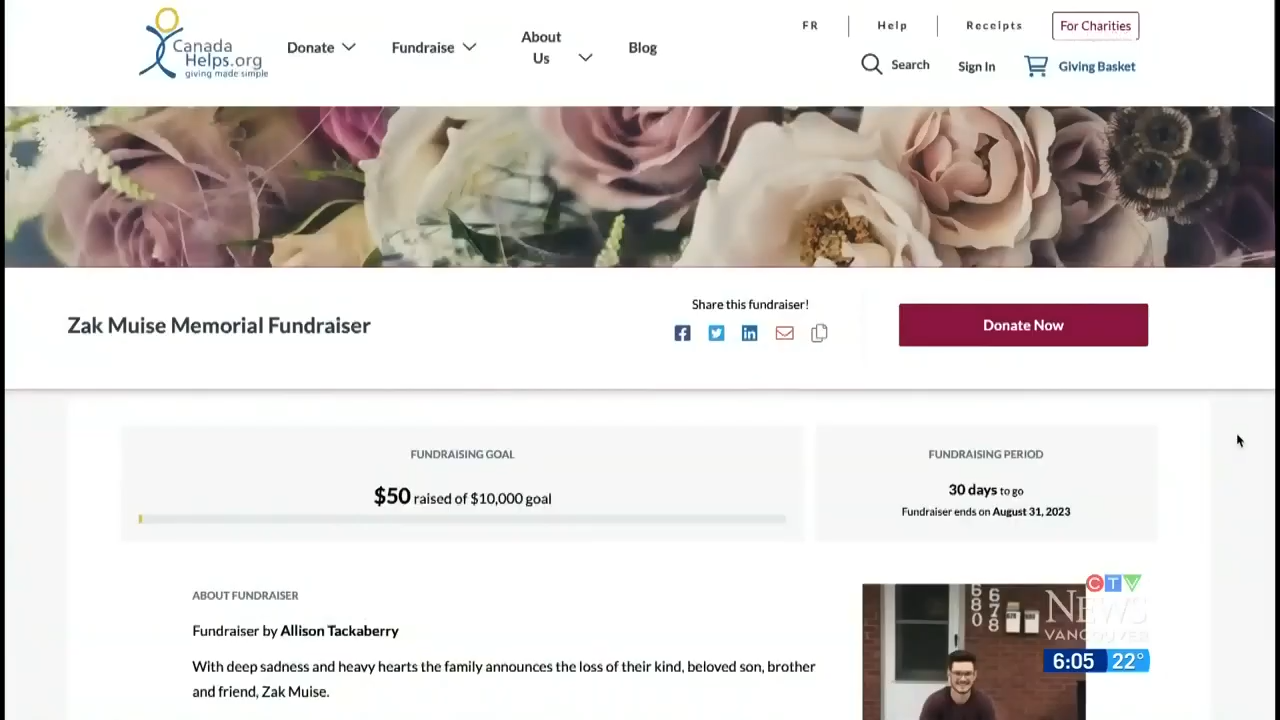 FR
Help
Receipts
For Charities
Canada
Helps.org
giving made simple
Donate
Fundraise
About
Us
Blog
Search
Sign In
Giving Basket
Zak Muise Memorial Fundraiser
Share this fundraiser!
Donate Now
FUNDRAISING GOAL
$50 raised of $10,000 goal
FUNDRAISING PERIOD
30 days to go
Fundraiser ends on August 31, 2023
ABOUT FUNDRAISER
Fundraiser by Allison Tackaberry
With deep sadness and heavy hearts the family announces the loss of their kind, beloved son, brother
and friend, Zak Muise.
680
678
CTV
NEWS
VANCOUVER
6:05 22°